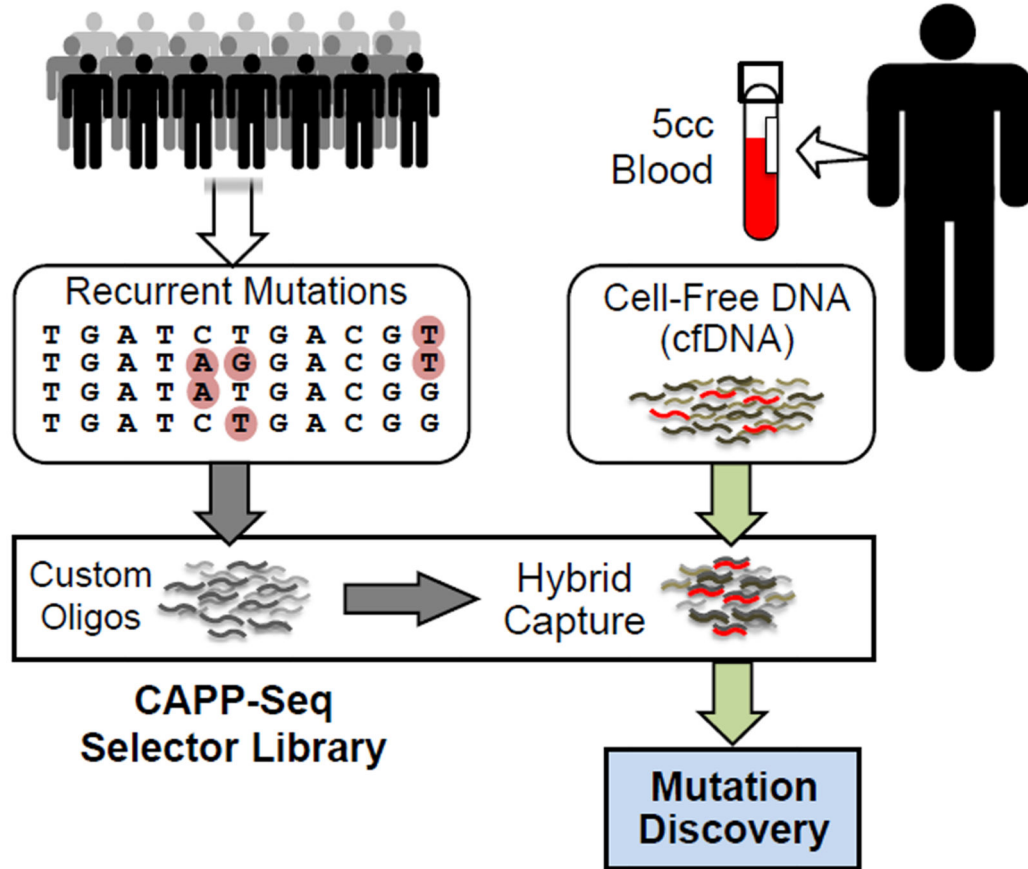 5cc
Blood
Recurrent Mutations
T G A T C T G A C G T
T G A T A G G A C G T
T G A T A T G A C G G
T G A T C T G A C G G
Cell-Free DNA
(cfDNA)
Custom
Oligos
Hybrid
Capture
CAPP-Seq
Selector Library
Mutation
Discovery